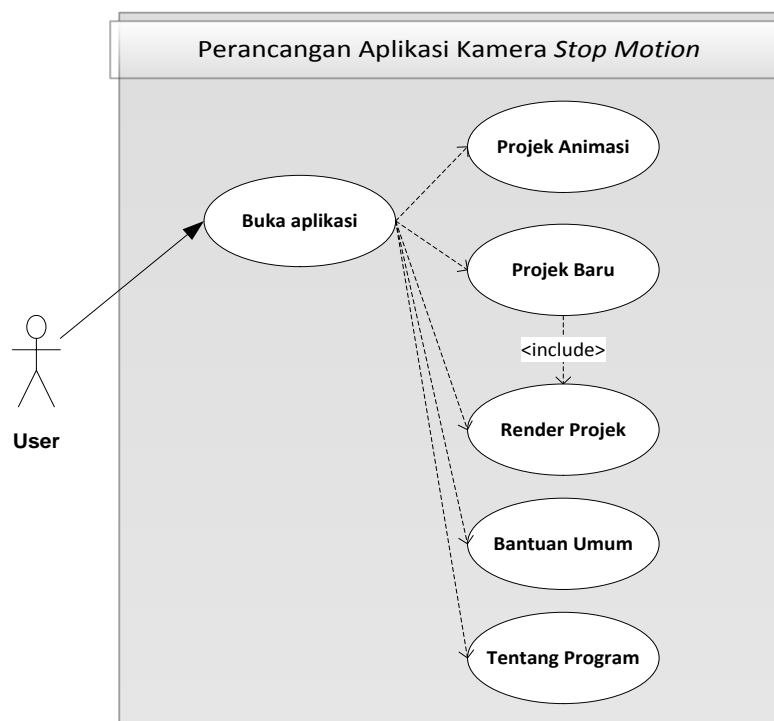 Perancangan Aplikasi Kamera Stop Motion
Projek Animasi
Buka aplikasi
Projek Baru
<include>
Render Projek
User
Bantuan Umum
Tentang Program